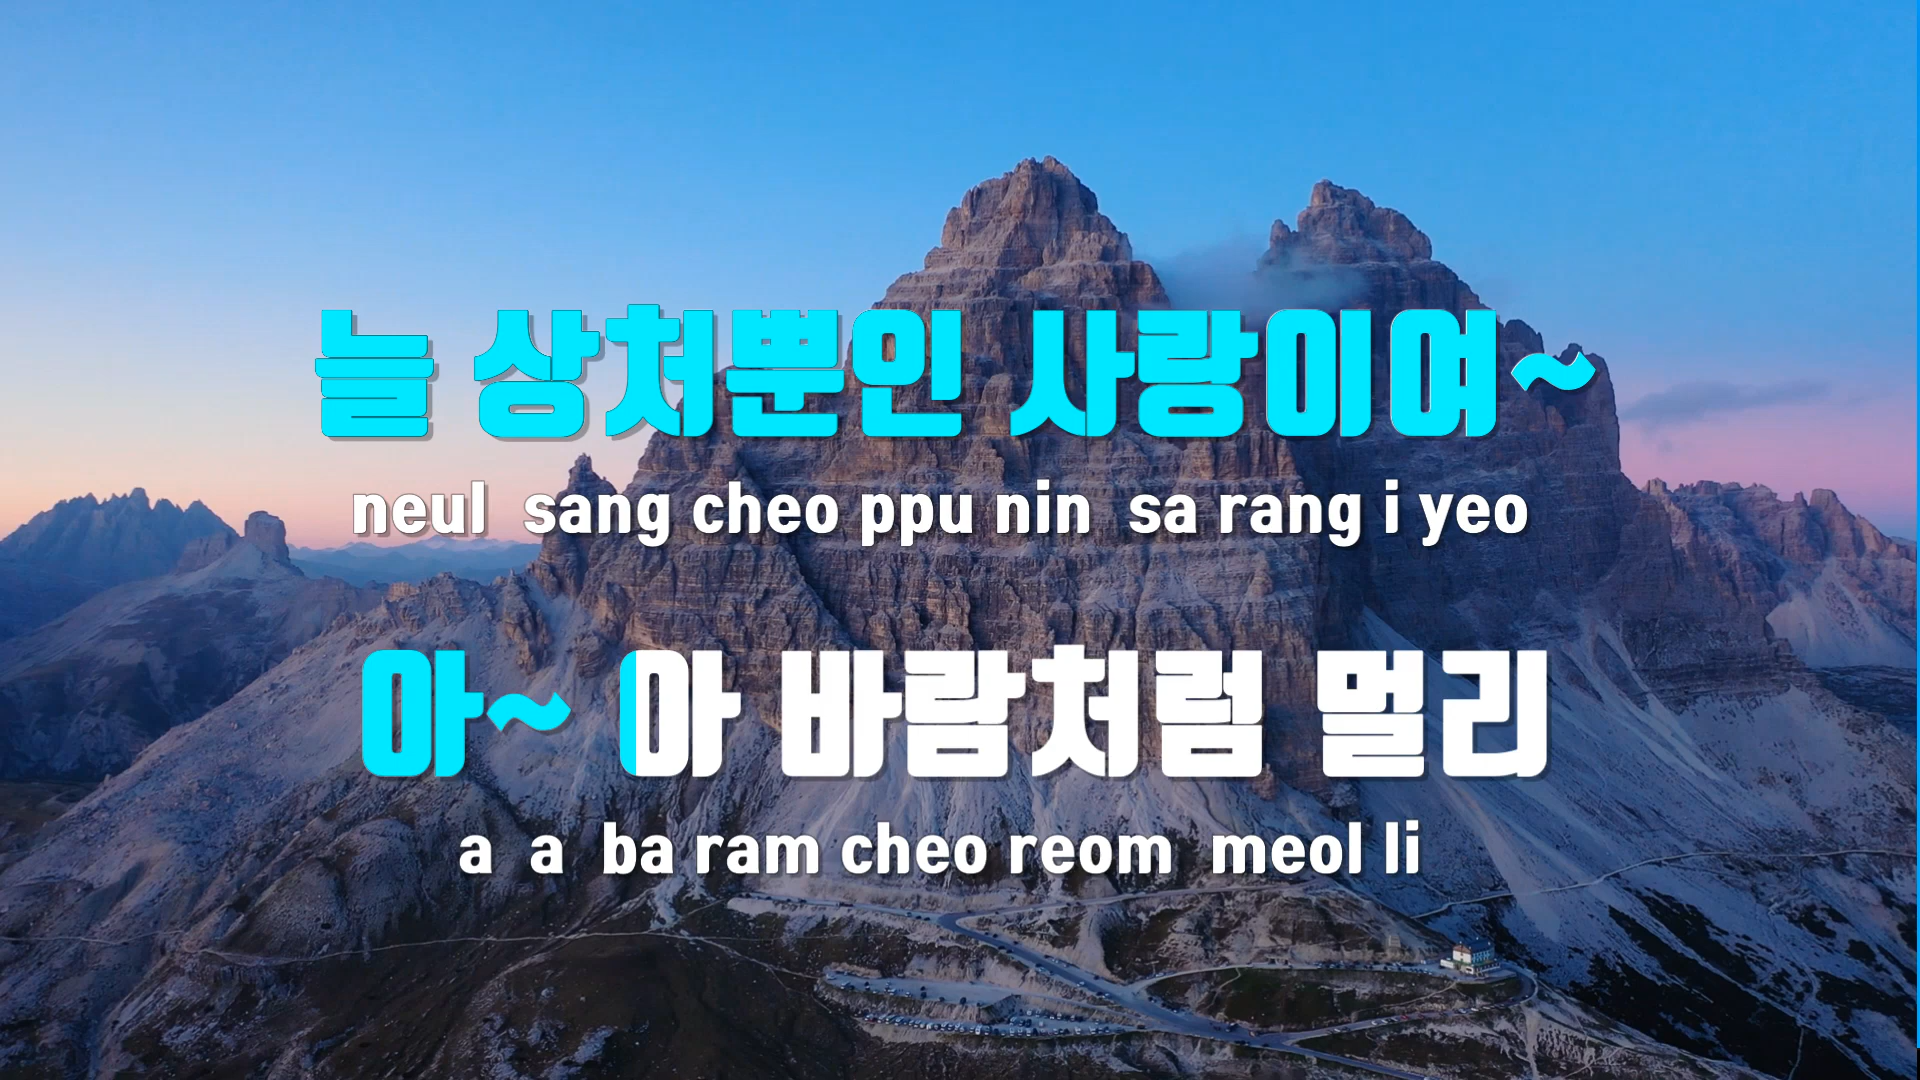 늘 상처뿐인 사랑이여~
neul sang cheo ppu nin sa rang i yeo
아~ 아 바람처럼 멀리
a a ba ram cheo reom meol li